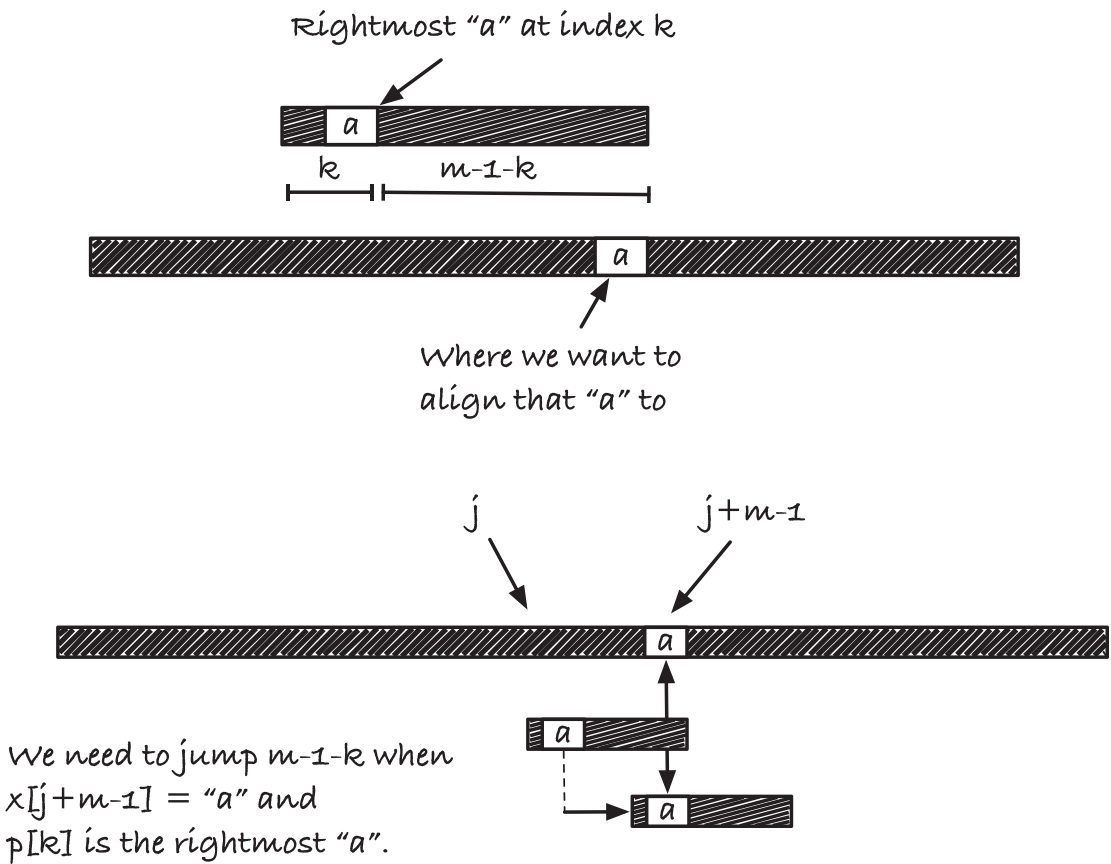 Rightmost “a” at index k
a
k
m-1-k
a
Where we want to
align that “a” to
j
j+m-1
a
a
We need to jump m-1-k when
x[j+m-1] = “a” and
a
p[k] is the rightmost “a”.